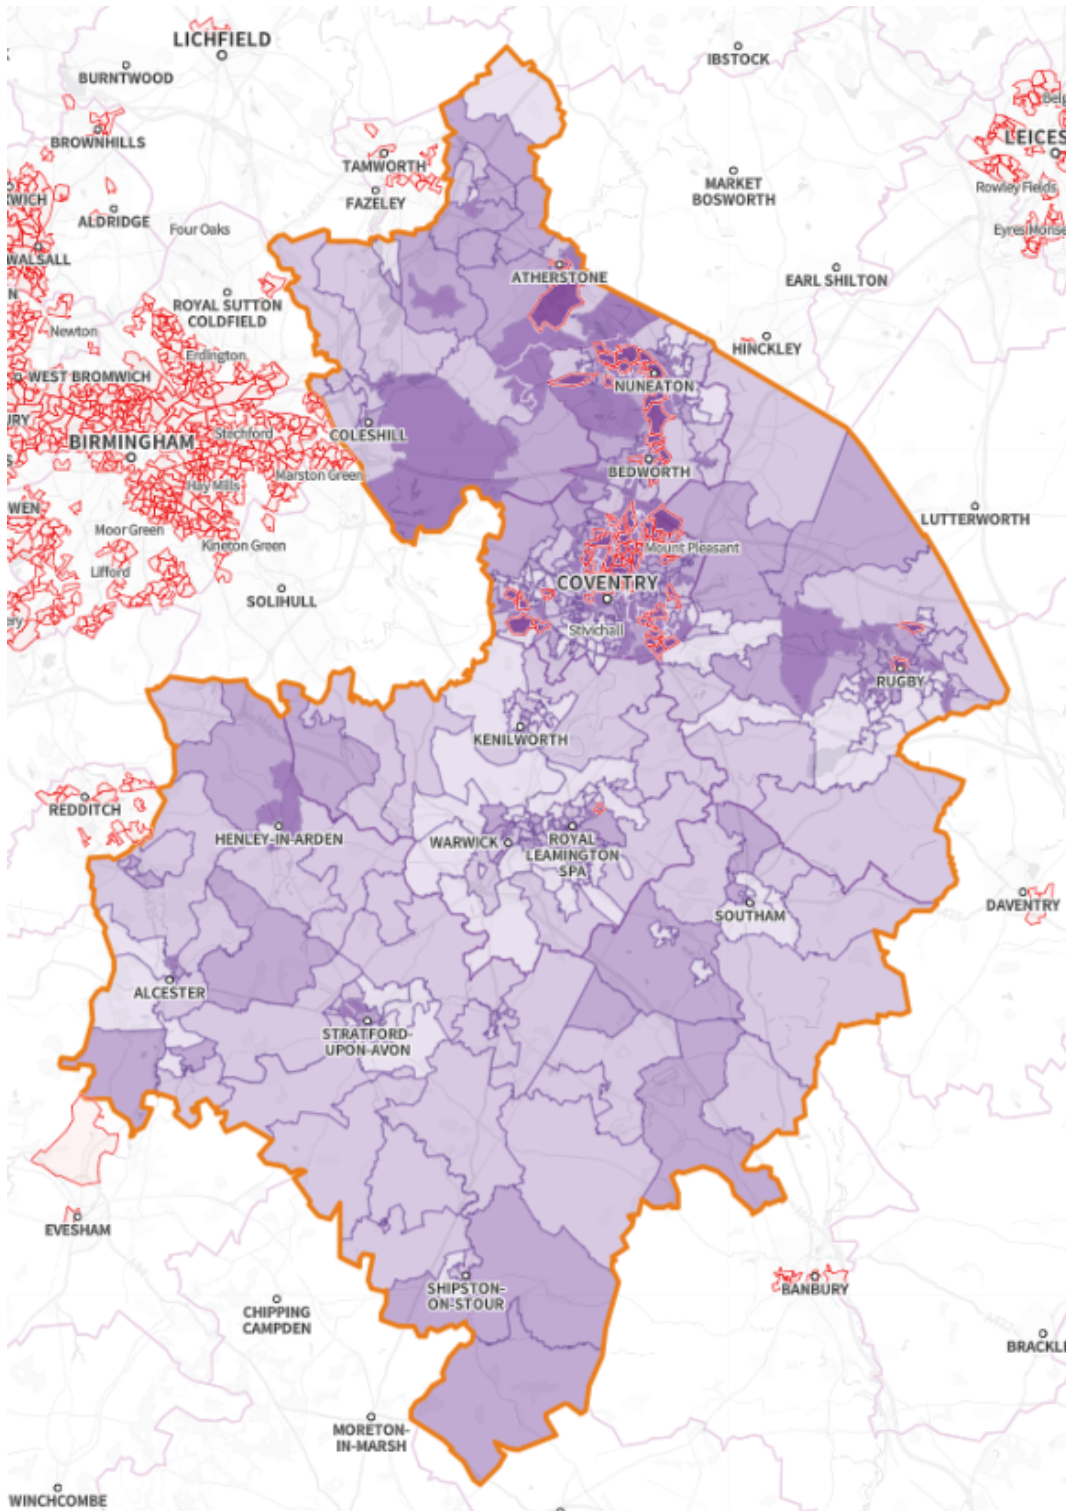 LICHFIELD
IBSTOCK
BURNTWOOD
BROWNHILLS
TAMWORTH
FAZELEY
MARKET
BOSWORTH
LEICES
Rowley Fields
ALDRIDGE
Four Oaks
WALSALL
ATHERSTONE
EARL SHILTON
ROYAL SUTTON
COLDFIELD
Newton
Erdington
HINCKLEY
WEST BROMWICH
NUNEATON
COLESHILL
Stechford
BIRMINGHAM
Marston Green
BEDWORTH
Hay Mills
Moor Green
Kineton Green
Lifford
LUTTERWORTH
Mount Pleasant
COVENTRY
SOLIHULL
Stivichall
RUGBY
KENILWORTH
REDDITCH
HENLEY-IN-ARDEN
WARWICK
ROYAL
LEAMINGTON
SPA
SOUTHAM
DAVENTRY
ALCESTER
STRATFORD-
UPON-AVON
EVESHAM
SHIPSTON-
ON-STOUR
BANBURY
CHIPPING
CAMPDEN
BRACKL
MORETON-
IN-MARSH
WINCHCOMBE